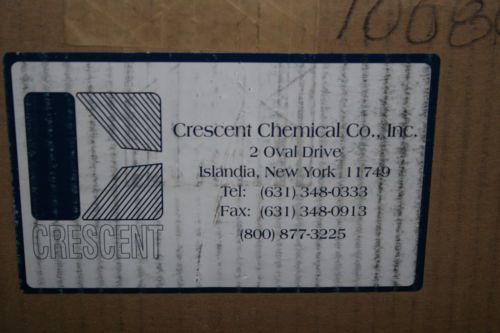 Crescent Chemical Co., Inc.
2 Oval Drive
Islandia, New York 11749
Tel: (631) 348-0333
Fax: (631) 348-0913
(800) 877-3225
CRESCENT